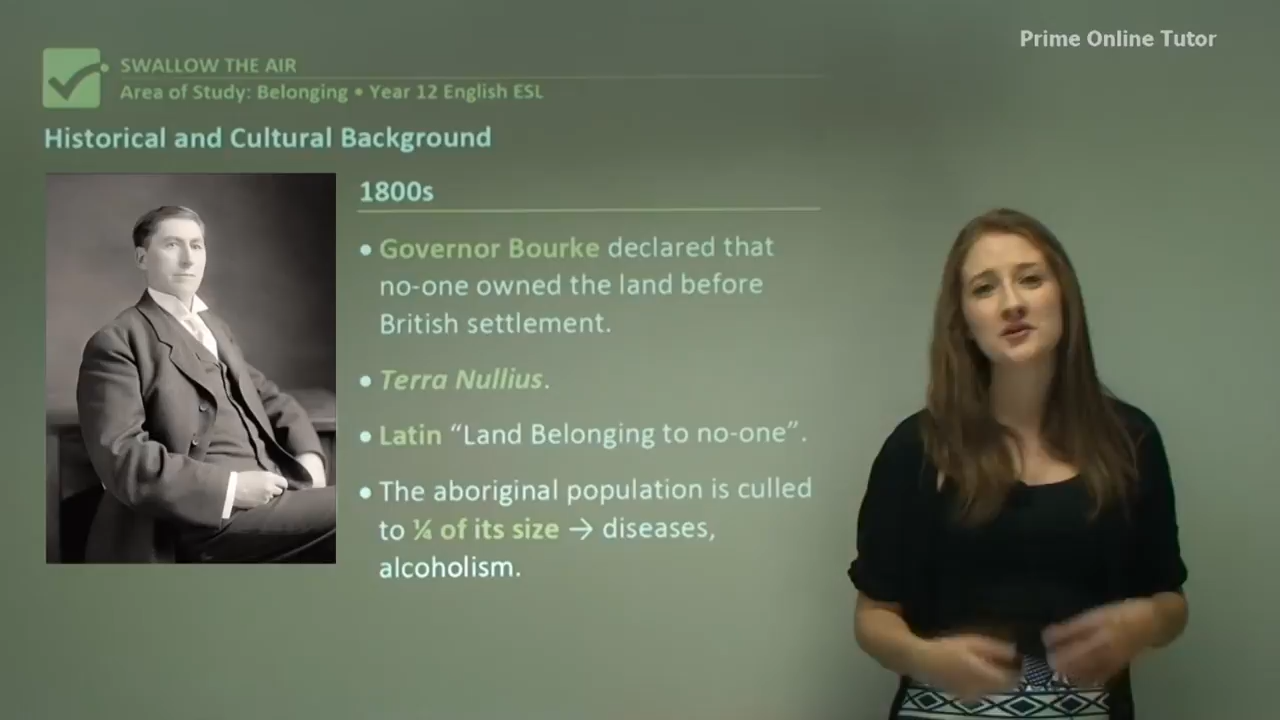 Prime Online Tutor
SWALLOW THE AIR
Area of Study: Belonging • Year 12 English ESL
Historical and Cultural Background
1800s
• Governor Bourke declared that
no-one owned the land before
British settlement.
• Terra Nullius.
• Latin “Land Belonging to no-one”.
• The aboriginal population is culled
to ¼ of its size → diseases,
alcoholism.